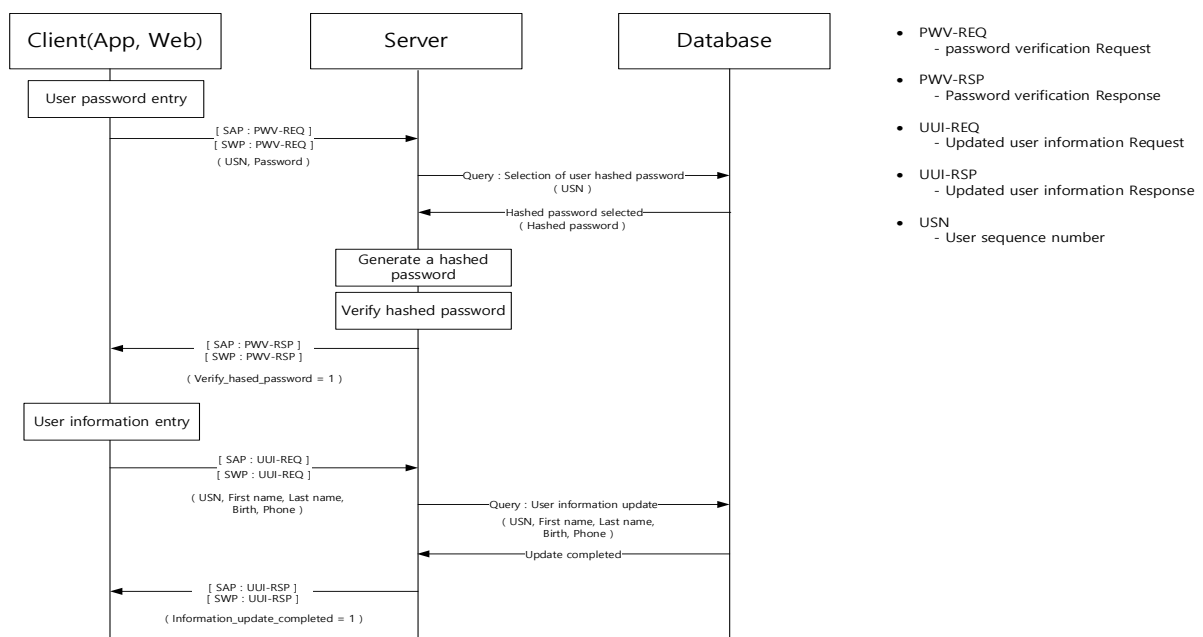 Client(App, Web)
Server
Database
User password entry
[ SAP : PWV-REQ ]
[ SWP : PWV-REQ ]
( USN, Password )
Query : Selection of user hashed password
( USN )
Hashed password selected
( Hashed password )
Generate a hashed
password
Verify hashed password
[ SAP : PWV-RSP ]
[ SWP : PWV-RSP ]
( Verify_hased_password = 1 )
User information entry
[ SAP : UUI-REQ ]
[ SWP : UUI-REQ ]
( USN, First name, Last name,
Birth, Phone )
Query : User information update
( USN, First name, Last name,
Birth, Phone )
Update completed
[ SAP : UUI-RSP ]
[ SWP : UUI-RSP ]
( Information_update_completed = 1 )
• PWV-REQ
- password verification Request
• PWV-RSP
- Password verification Response
• UUI-REQ
- Updated user information Request
• UUI-RSP
- Updated user information Response
• USN
- User sequence number